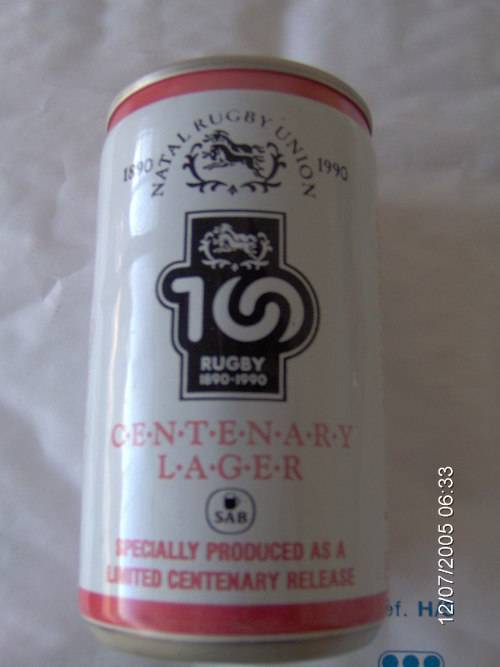 NATAL RUGBY UNION
1890 1990
100
RUGBY
1890-1990
C·E·N·T·E·N·A·R·Y
L·A·G·E·R
SAB
SPECIALLY PRODUCED AS A
LIMITED CENTENARY RELEASE
12/07/2005 06:33